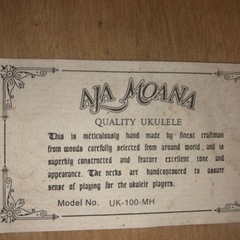 AJA MOANA
QUALITY UKULELE
This is meticulously hand made by finest craftman
from woods carefully selected from around world, and is
superbly constructed and feature excellent tone and
appearance. The necks are handcontoured to assure
sense of playing for the ukulele players.
Model No. UK-100-MH